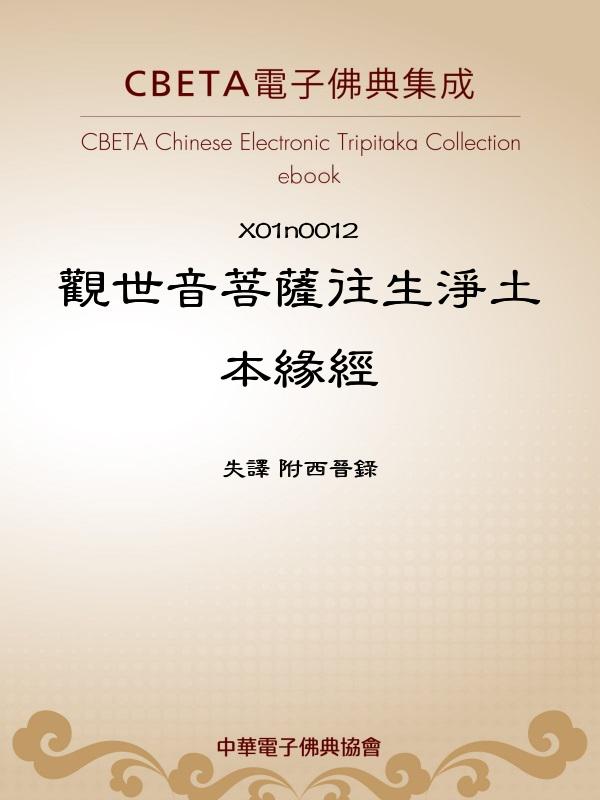 CBETA電子佛典集成
CBETA Chinese Electronic Tripitaka Collection
ebook
X01n0012
觀世音菩薩往生淨土
本緣經
失譯 附西晉錄
中華電子佛典協會